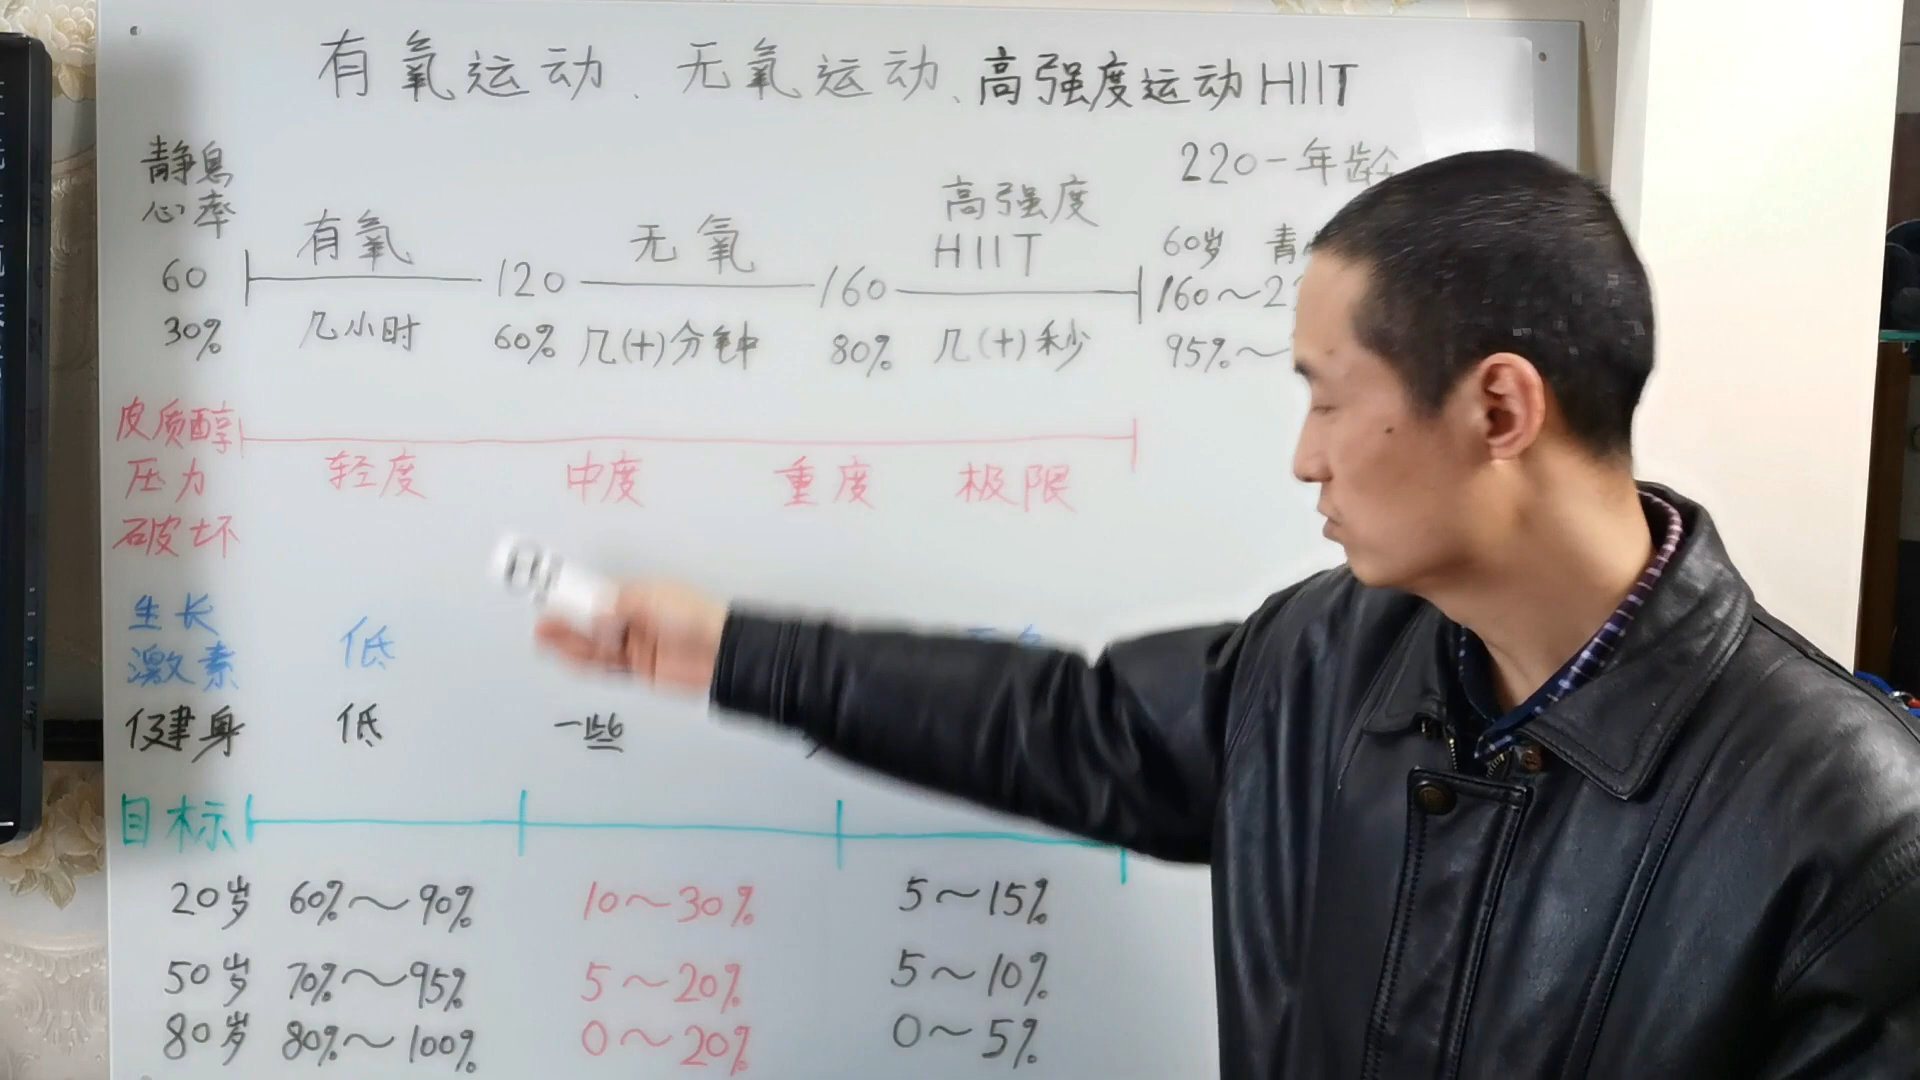 有氧运动、无氧运动、高强度运动HIIT
静息
心率
220-年龄
有氧
无氧
高强度
HIIT
60岁
60
120
160
160～2
30%
几小时
60%
几(十)分钟
80%
几(十)秒
95%～
皮质醇
压力
破坏
轻度
中度
重度
极限
生长
激素
低
健身
低
一些
目标
20岁 60%～90% 10～30% 5～15%
50岁 70%～95% 5～20% 5～10%
80岁 80%～100% 0～20% 0～5%